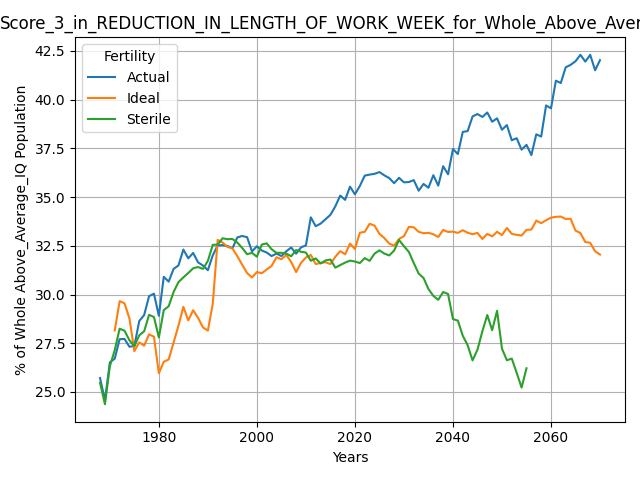 Score_3_in_REDUCTION_IN_LENGTH_OF_WORK_WEEK_for_Whole_Above_Aver
Fertility
Actual
Ideal
Sterile
42.5
40.0
37.5
35.0
32.5
30.0
27.5
25.0
% of Whole Above_Average_IQ Population
1980
2000
2020
2040
2060
Years